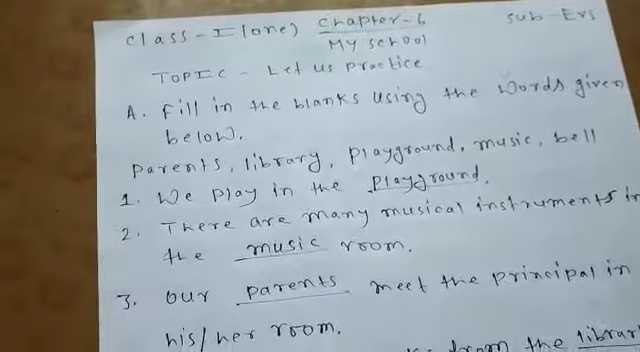 Class - I (one) Chapter-6 Sub-Evs
My School
TOPIC - Let us practice
A. Fill in the blanks using the words given
below.
Parents, library, playground, music, bell
1. We play in the playground.
2. There are many musical instruments in
the music room.
3. Our parents meet the principal in
his/her room.
from the